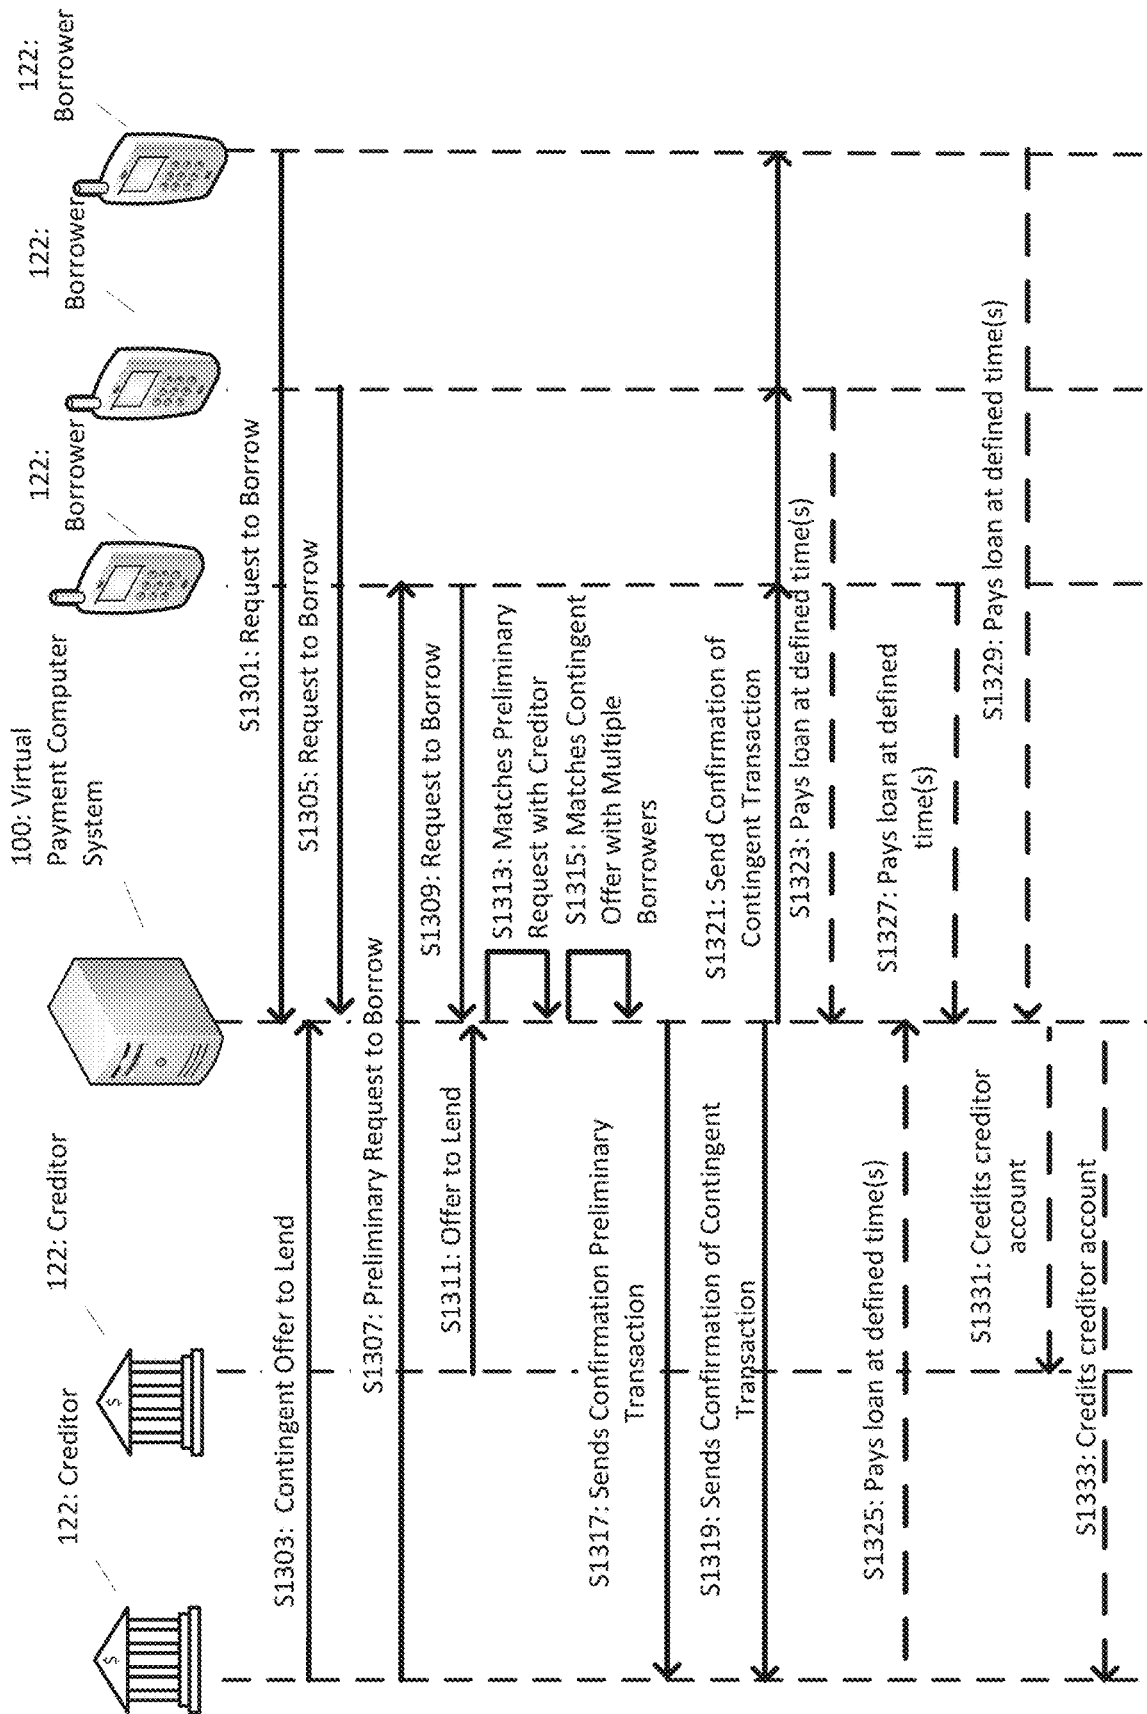 122: Creditor
122: Creditor
100: Virtual
Payment Computer
System
122:
Borrower
122:
Borrower
122:
Borrower
S1301: Request to Borrow
S1303: Contingent Offer to Lend
S1305: Request to Borrow
S1307: Preliminary Request to Borrow
S1309: Request to Borrow
S1311: Offer to Lend
S1313: Matches Preliminary
Request with Creditor
S1315: Matches Contingent
Offer with Multiple
Borrowers
S1317: Sends Confirmation Preliminary
Transaction
S1319: Sends Confirmation of Contingent
Transaction
S1321: Send Confirmation of
Contingent Transaction
S1323: Pays loan at defined time(s)
S1325: Pays loan at defined time(s)
S1327: Pays loan at defined
time(s)
S1329: Pays loan at defined time(s)
S1331: Credits creditor
account
S1333: Credits creditor account
$
$